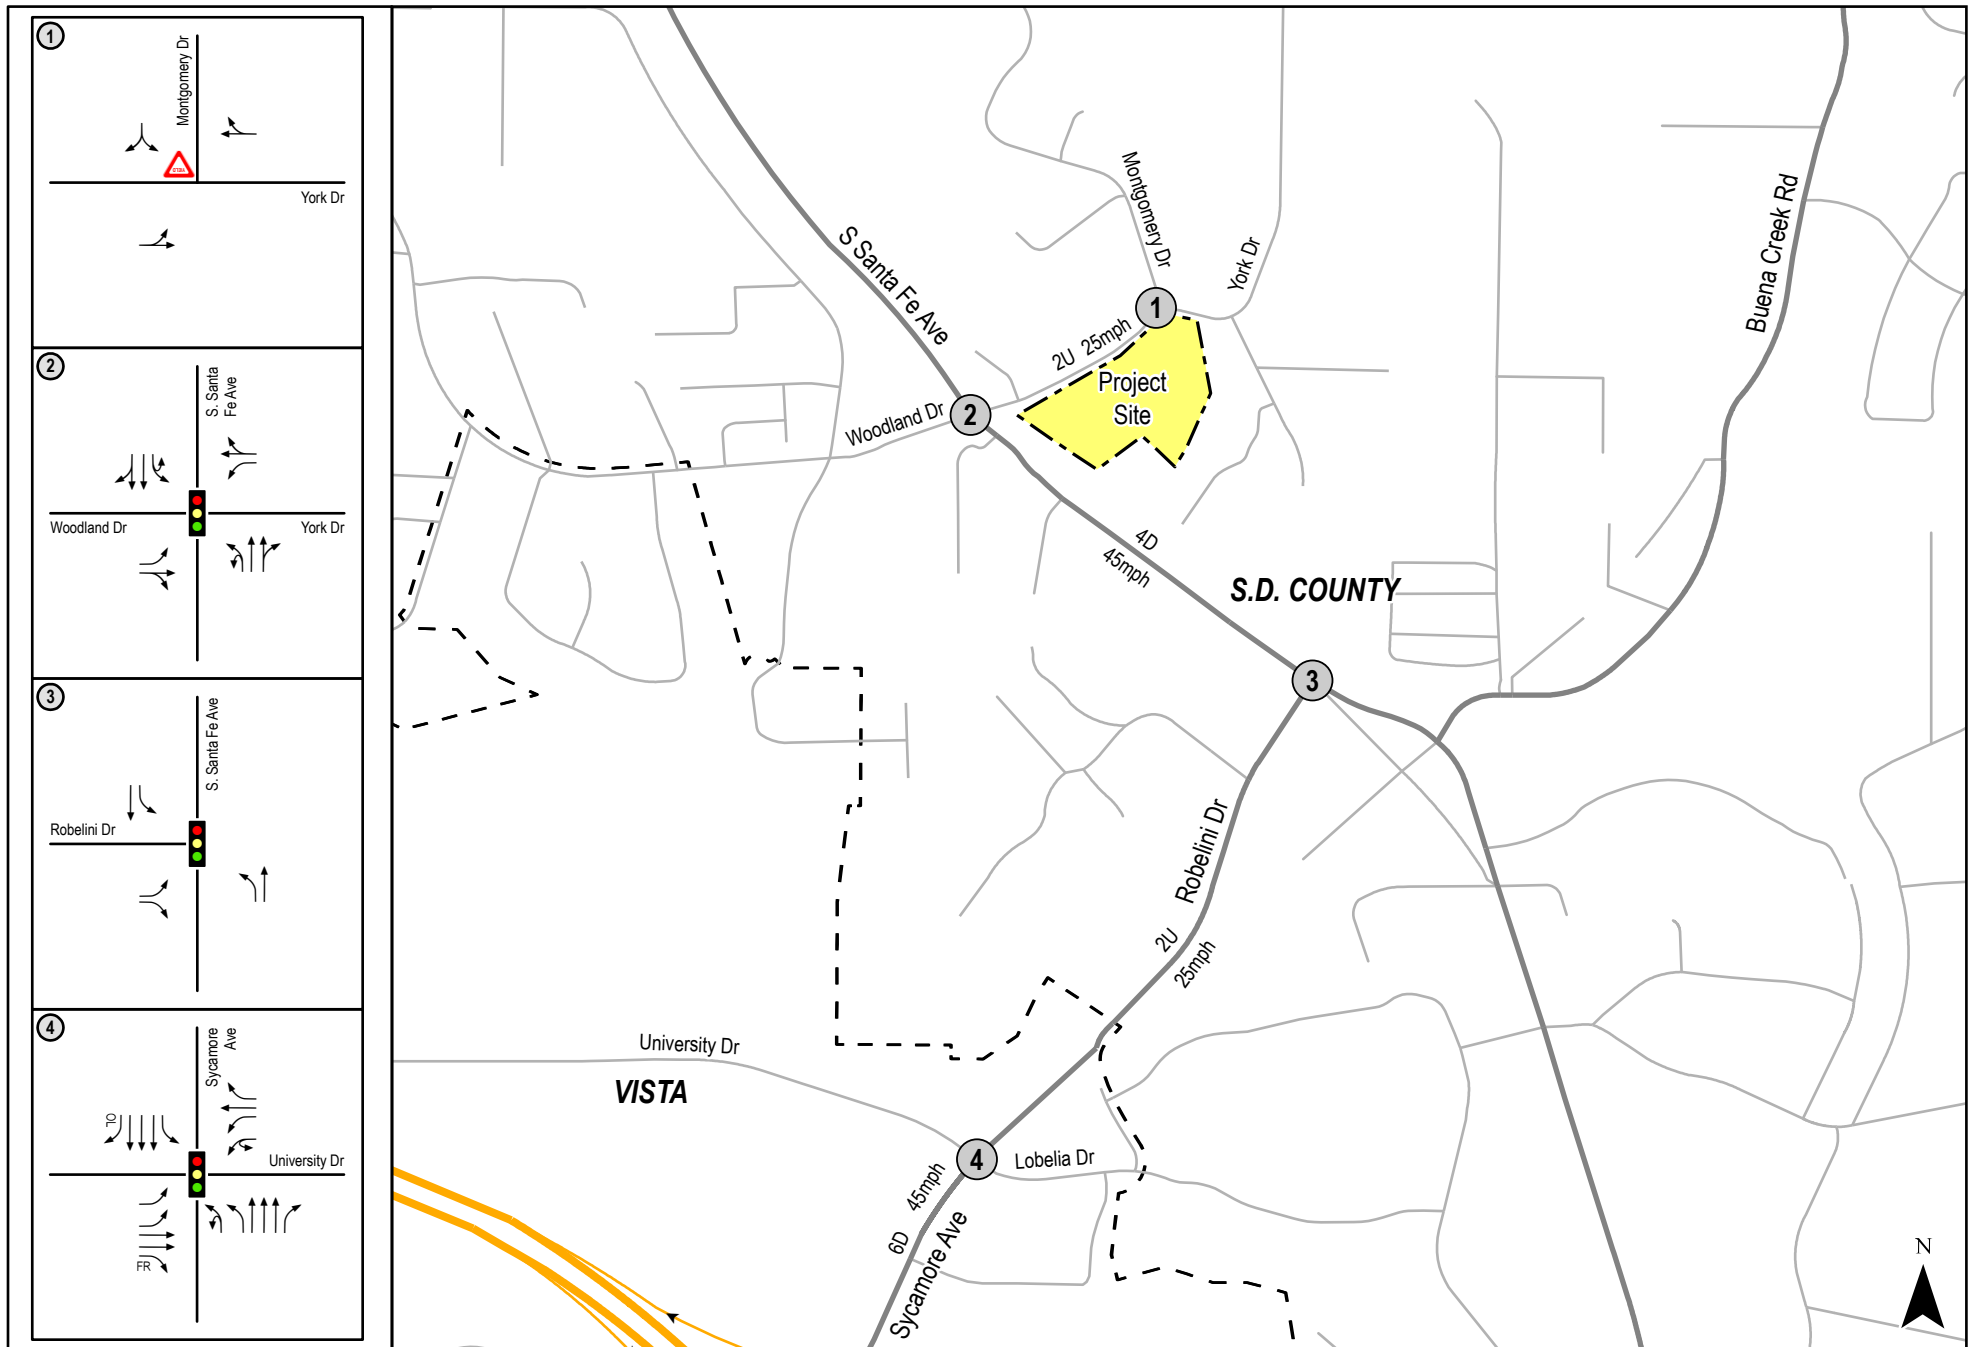 1
Montgomery Dr
YIELD
York Dr
2
S. Santa
Fe Ave
Woodland Dr
York Dr
3
S. Santa Fe Ave
Robelini Dr
4
Sycamore
Ave
OL
University Dr
FR
S Santa Fe Ave
Montgomery Dr
York Dr
Buena Creek Rd
1
2U 25mph
Project
Site
2
Woodland Dr
4D
45mph
S.D. COUNTY
3
Robelini Dr
2U
25mph
University Dr
VISTA
4
Lobelia Dr
45mph
6D
Sycamore Ave
N